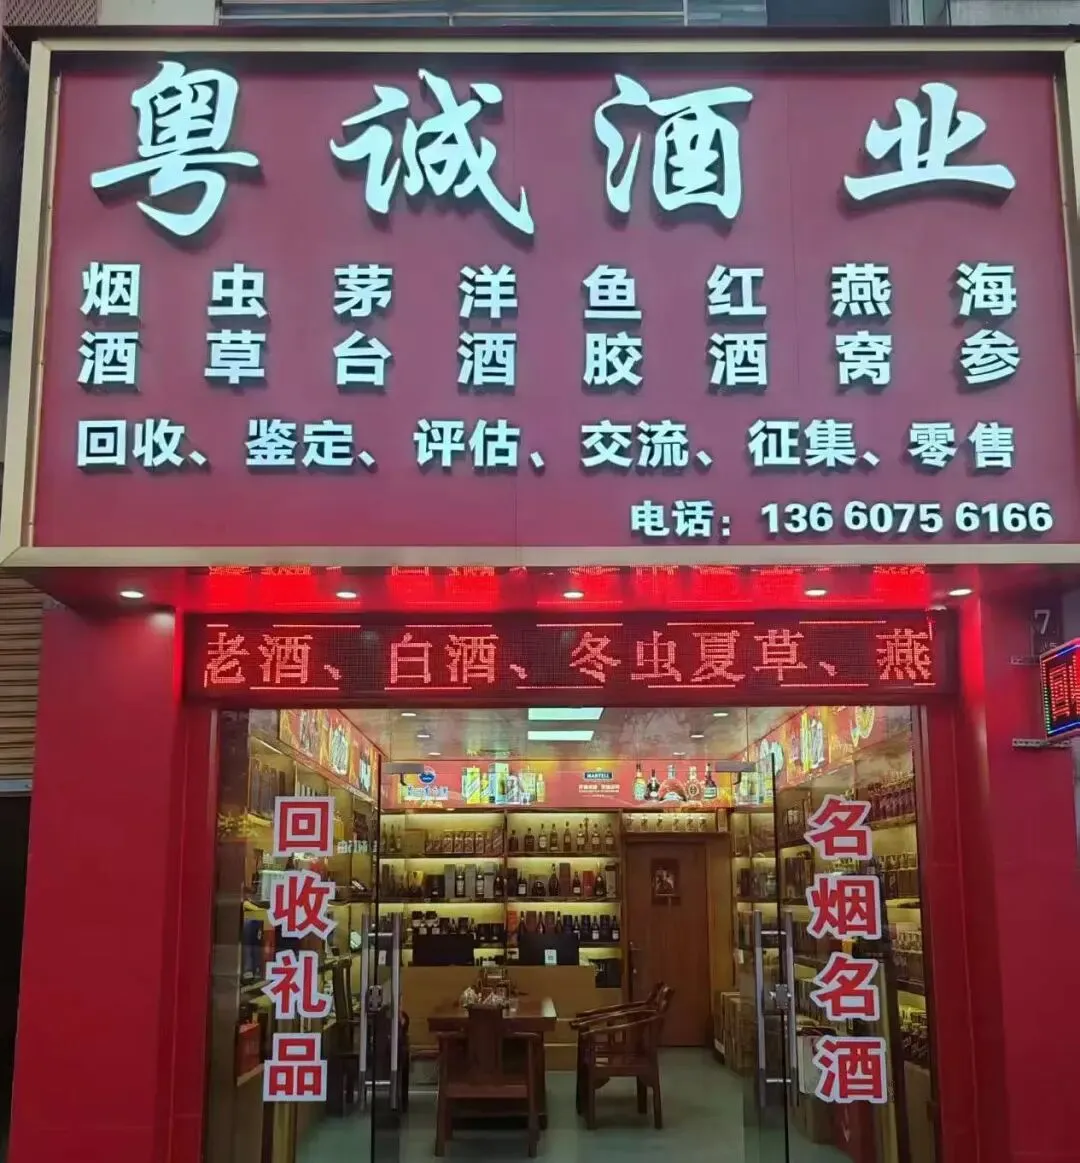 粤诚酒业
烟酒 虫草 茅台 洋酒 鱼胶 红酒 燕窝 海参
回收、鉴定、评估、交流、征集、零售
电话：136 6075 6166
老酒、白酒、冬虫夏草、燕
7
MARTELL
回收礼品
名烟名酒